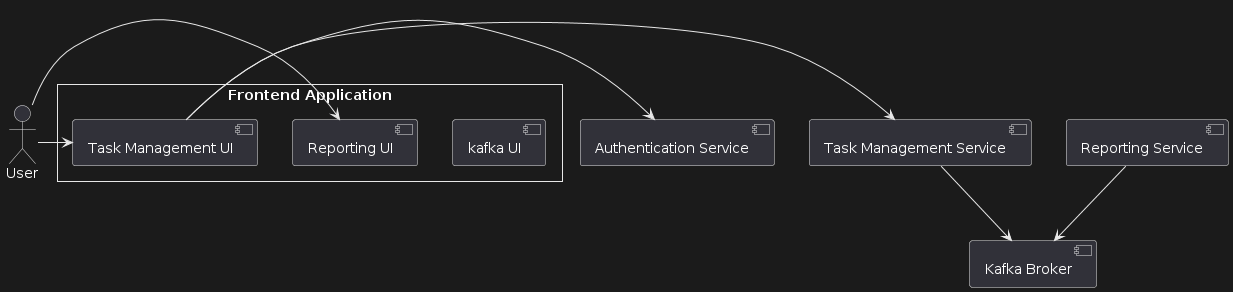 Frontend Application
User
Task Management UI
Reporting UI
kafka UI
Authentication Service
Task Management Service
Reporting Service
Kafka Broker